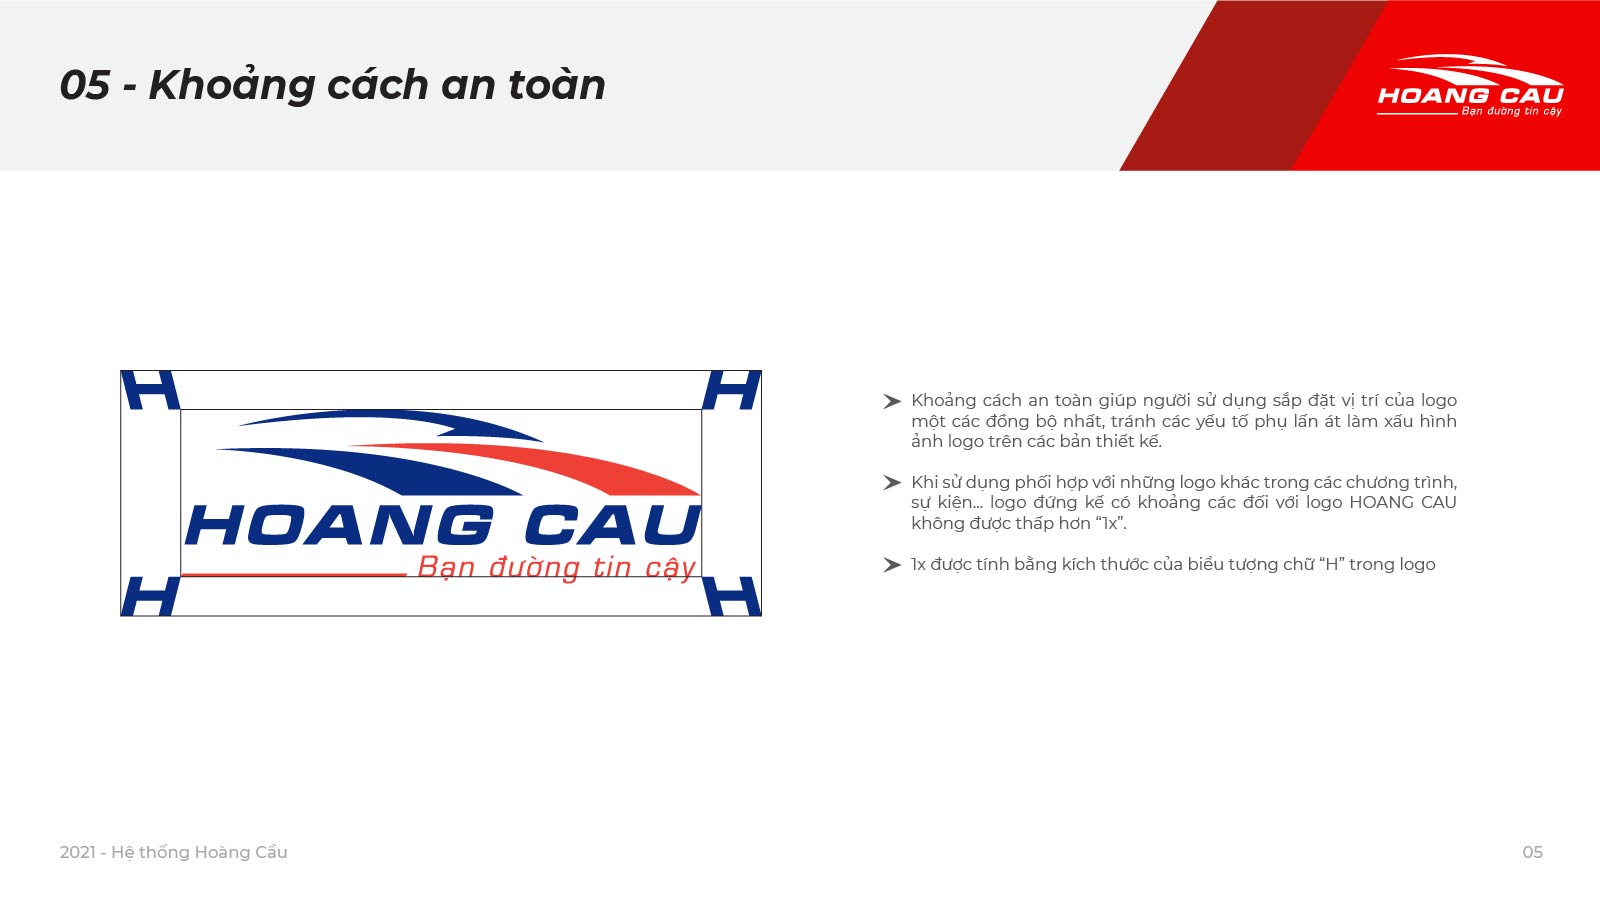 05 - Khoảng cách an toàn
HOANG CAU
Bạn đường tin cậy
H
H
HOANG CAU
Bạn đường tin cậy
H
H
Khoảng cách an toàn giúp người sử dụng sắp đặt vị trí của logo
một các đồng bộ nhất, tránh các yếu tố phụ lấn át làm xấu hình
ảnh logo trên các bản thiết kế.
Khi sử dụng phối hợp với những logo khác trong các chương trình,
sự kiện... logo đứng kế có khoảng các đối với logo HOANG CAU
không được thấp hơn “1x”.
1x được tính bằng kích thước của biểu tượng chữ “H” trong logo
2021 - Hệ thống Hoàng Cầu
05